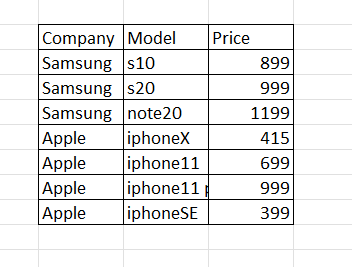 Company Model Price
Samsung s10 899
Samsung s20 999
Samsung note20 1199
Apple iphoneX 415
Apple iphone11 699
Apple iphone11 999
Apple iphoneSE 399